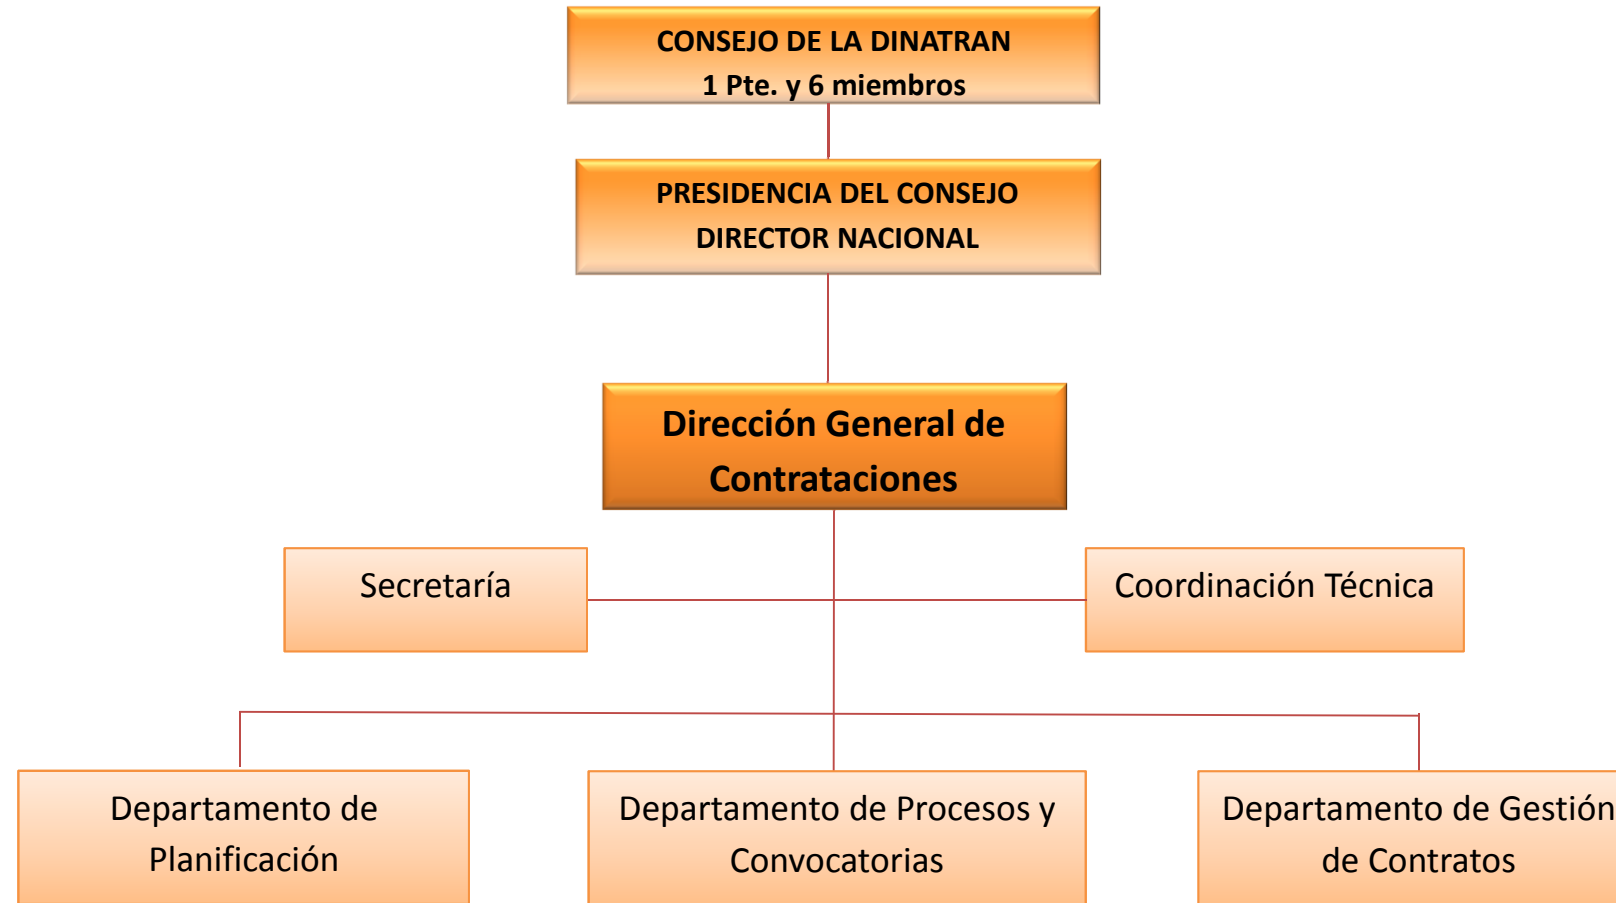 CONSEJO DE LA DINATRAN
1 Pte. y 6 miembros
PRESIDENCIA DEL CONSEJO
DIRECTOR NACIONAL
Dirección General de
Contrataciones
Secretaría
Coordinación Técnica
Departamento de
Planificación
Departamento de Procesos y
Convocatorias
Departamento de Gestión
de Contratos